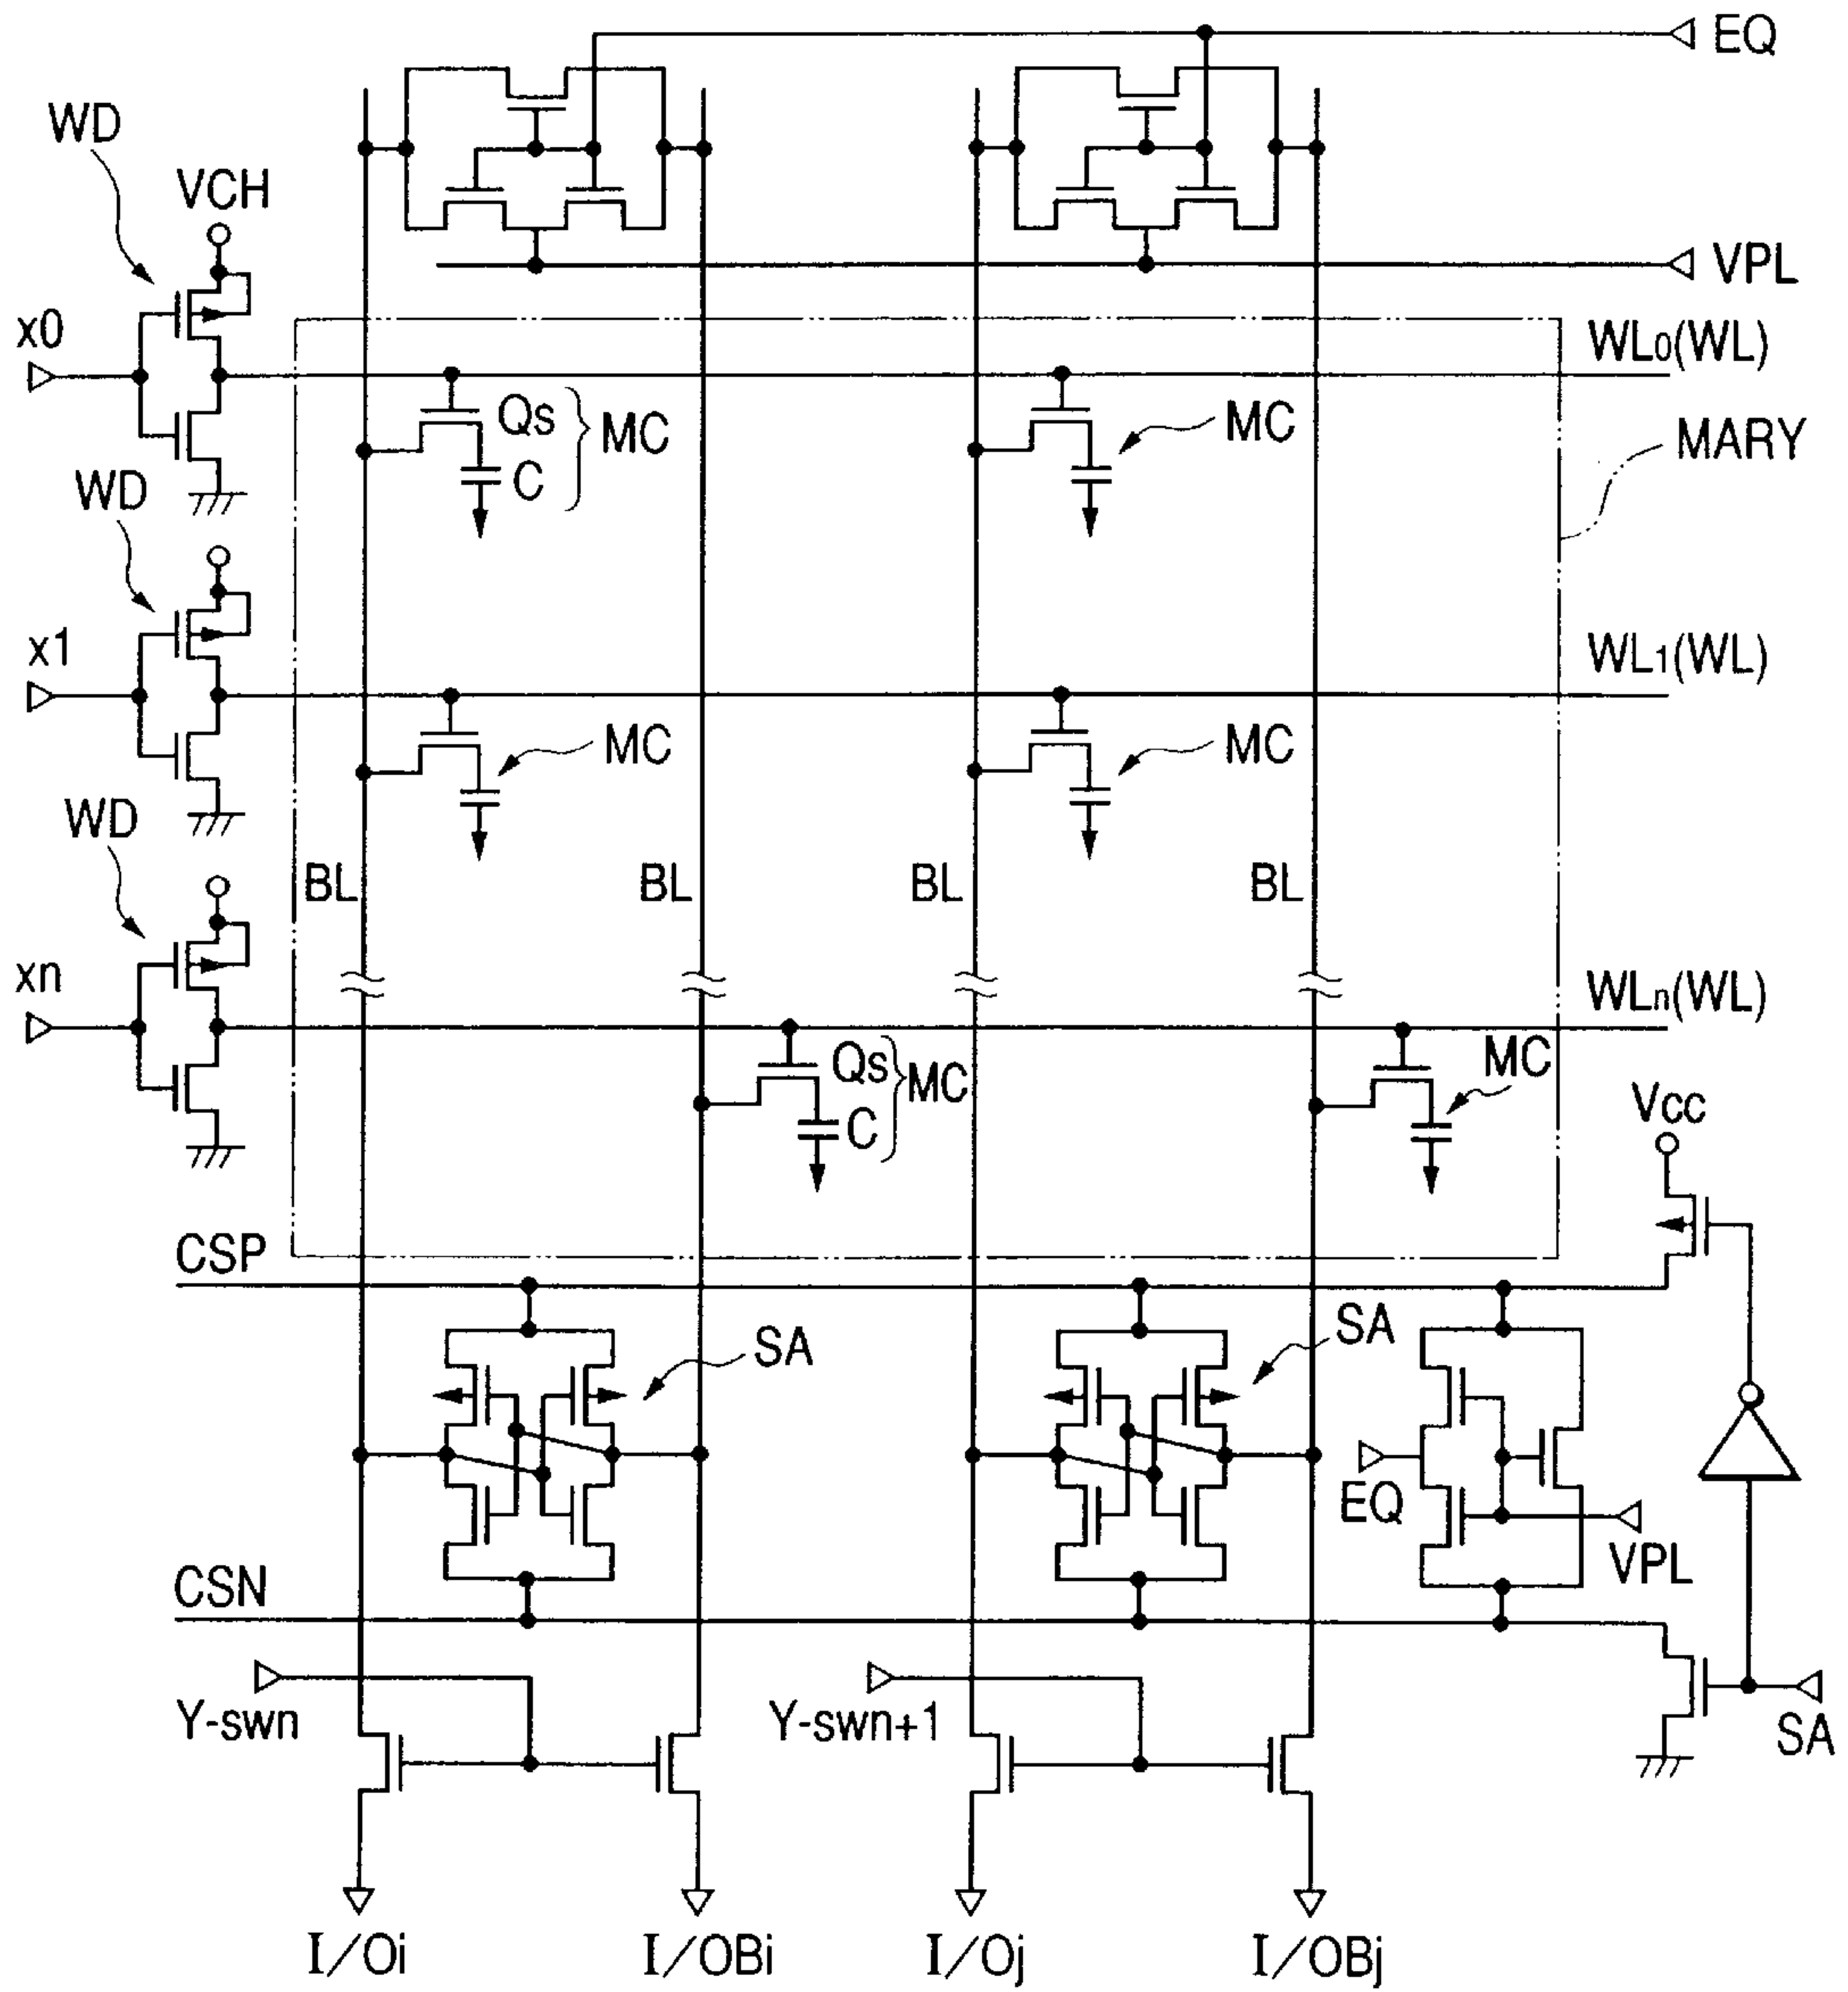 EQ
WD
VCH
VPL
x0
WL0(WL)
Qs
MC
MC
MARY
C
WD
x1
WL1(WL)
MC
MC
WD
BL
BL
BL
BL
xn
WLn(WL)
Qs
MC
MC
C
Vcc
CSP
SA
SA
EQ
VPL
CSN
Y-swn
Y-swn+1
SA
I/Oi
I/OBi
I/Oj
I/OBj